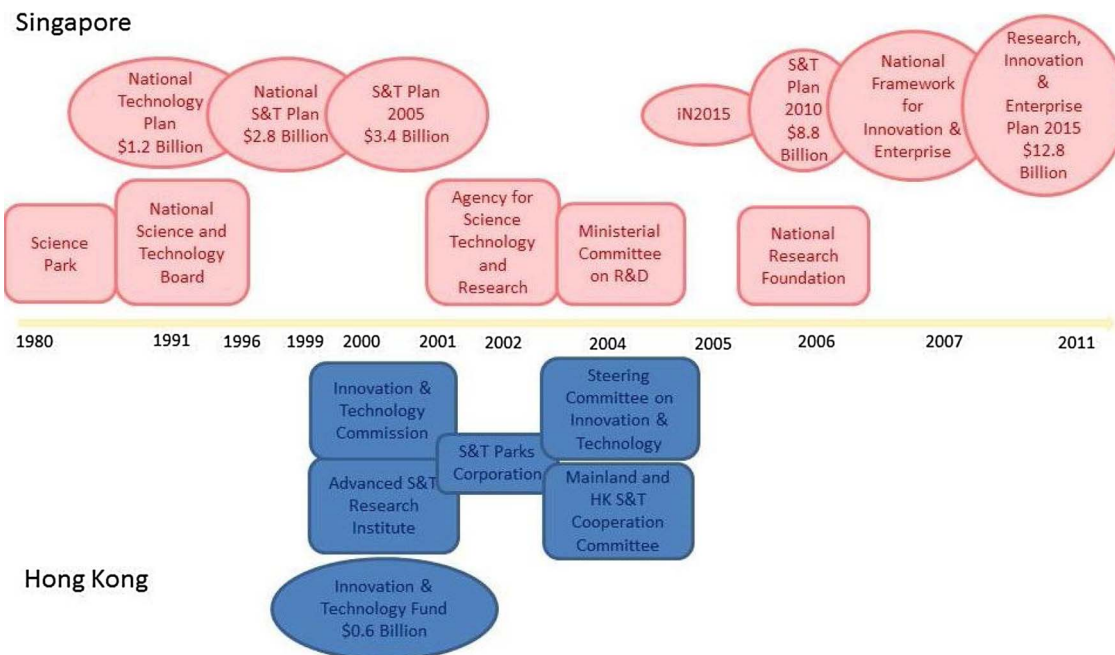 Singapore
National
Technology
Plan
$1.2 Billion
National
S&T Plan
$2.8 Billion
S&T Plan
2005
$3.4 Billion
iN2015
S&T
Plan
2010
$8.8
Billion
National
Framework
for
Innovation &
Enterprise
Research,
Innovation
&
Enterprise
Plan 2015
$12.8
Billion
Science
Park
National
Science and
Technology
Board
Agency for
Science
Technology
and
Research
Ministerial
Committee
on R&D
National
Research
Foundation
1980 1991 1996 1999 2000 2001 2002 2004 2005 2006 2007 2011
Innovation &
Technology
Commission
Advanced S&T
Research
Institute
S&T Parks
Corporation
Steering
Committee on
Innovation &
Technology
Mainland and
HK S&T
Cooperation
Committee
Hong Kong
Innovation &
Technology Fund
$0.6 Billion